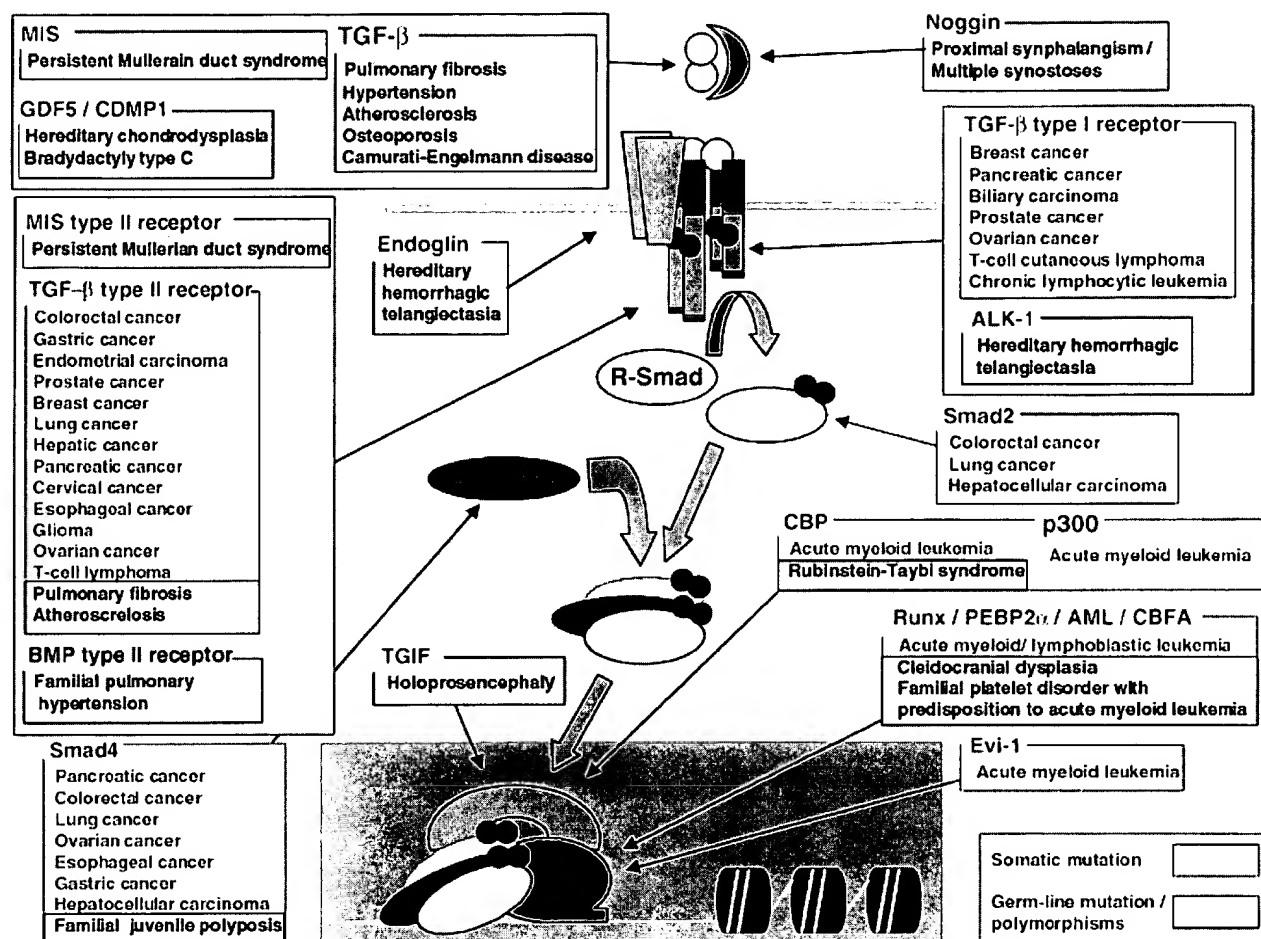 MIS
Persistent Mullerain duct syndrome
GDF5 / CDMP1
Hereditary chondrodysplasia
Bradydactyly type C
TGF-β
Pulmonary fibrosis
Hypertension
Atherosclerosis
Osteoporosis
Camurati-Engelmann disease
Noggin
Proximal synphalangism /
Multiple synostoses
TGF-β type I receptor
Breast cancer
Pancreatic cancer
Biliary carcinoma
Prostate cancer
Ovarian cancer
T-cell cutaneous lymphoma
Chronic lymphocytic leukemia
ALK-1
Hereditary hemorrhagic
telangiectasia
MIS type II receptor
Persistent Mullerian duct syndrome
TGF-β type II receptor
Colorectal cancer
Gastric cancer
Endometrial carcinoma
Prostate cancer
Breast cancer
Lung cancer
Hepatic cancer
Pancreatic cancer
Cervical cancer
Esophageal cancer
Glioma
Ovarian cancer
T-cell lymphoma
Pulmonary fibrosis
Atheroscrelosis
BMP type II receptor
Familial pulmonary
hypertension
Endoglin
Hereditary
hemorrhagic
telangiectasia
R-Smad
Smad2
Colorectal cancer
Lung cancer
Hepatocellular carcinoma
CBP
Acute myeloid leukemia
Rubinstein-Taybi syndrome
p300
Acute myeloid leukemia
Runx / PEBP2α / AML / CBFA
Acute myeloid/ lymphoblastic leukemia
Cleidocranial dysplasia
Familial platelet disorder with
predisposition to acute myeloid leukemia
TGIF
Holoprosencephaly
Evi-1
Acute myeloid leukemia
Smad4
Pancreatic cancer
Colorectal cancer
Lung cancer
Ovarian cancer
Esophageal cancer
Gastric cancer
Hepatocellular carcinoma
Familial juvenile polyposis
Somatic mutation
Germ-line mutation /
polymorphisms